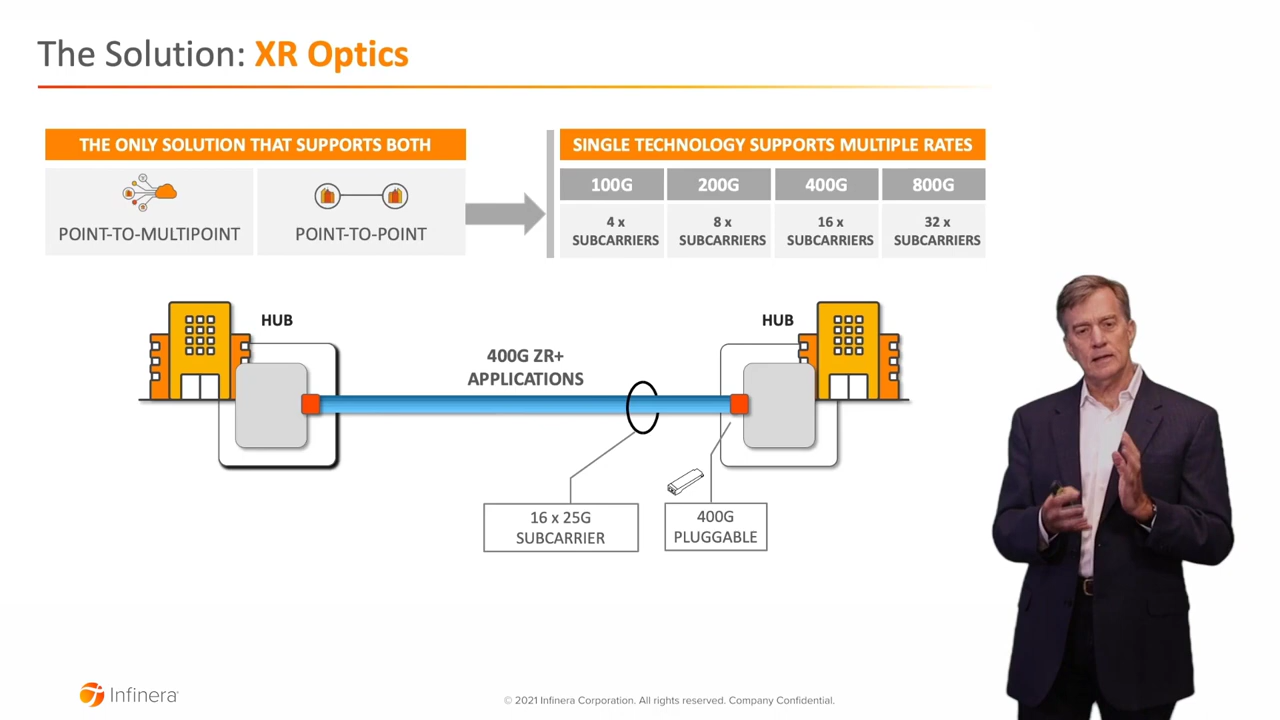 The Solution: XR Optics
THE ONLY SOLUTION THAT SUPPORTS BOTH
POINT-TO-MULTIPOINT
POINT-TO-POINT
SINGLE TECHNOLOGY SUPPORTS MULTIPLE RATES
100G
200G
400G
800G
4 x
SUBCARRIERS
8 x
SUBCARRIERS
16 x
SUBCARRIERS
32 x
SUBCARRIERS
HUB
HUB
400G ZR+
APPLICATIONS
16 x 25G
SUBCARRIER
400G
PLUGGABLE
Infinera
© 2021 Infinera Corporation. All rights reserved. Company Confidential.